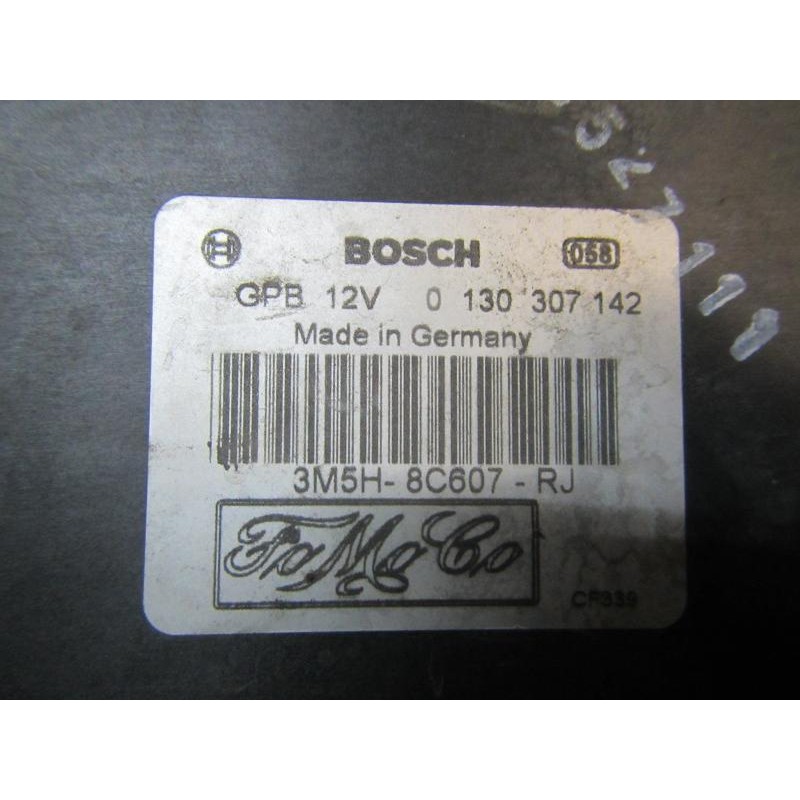 BOSCH 058
GPB 12V 0 130 307 142
Made in Germany
3M5H- 8C607 - RJ
FoMoCo
CF339